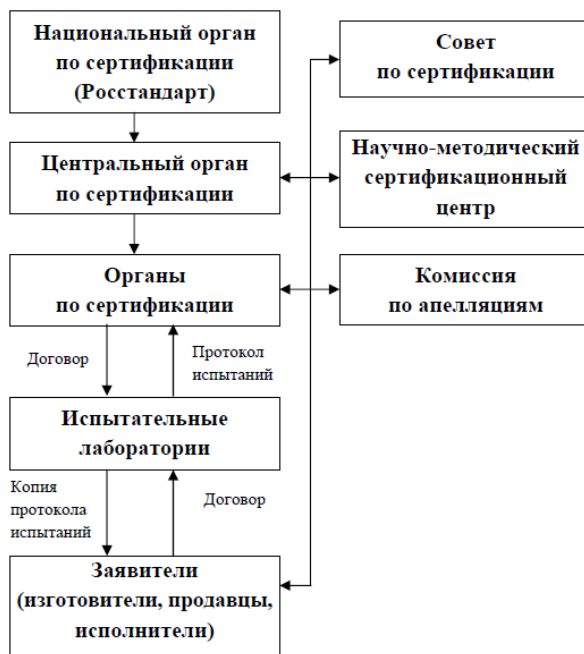 Национальный орган
по сертификации
(Росстандарт)
Совет
по сертификации
Центральный орган
по сертификации
Научно-методический
сертификационный
центр
Органы
по сертификации
Комиссия
по апелляциям
Договор
Протокол
испытаний
Испытательные
лаборатории
Копия
протокола
испытаний
Договор
Заявители
(изготовители, продавцы,
исполнители)